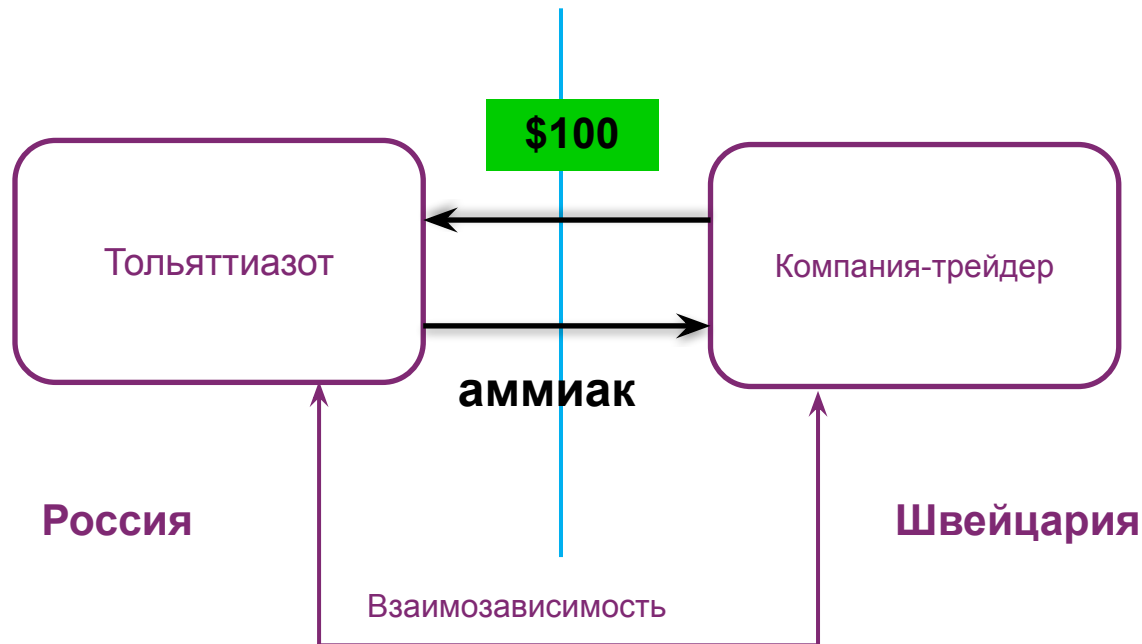 $100
Тольяттиазот
Компания-трейдер
аммиак
Россия
Швейцария
Взаимозависимость